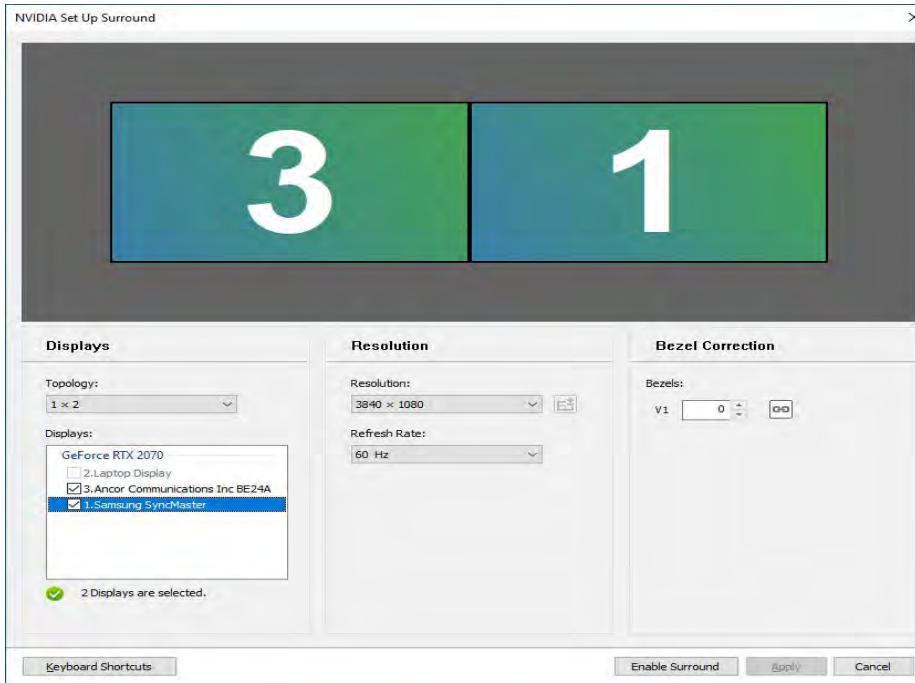 NVIDIA Set Up Surround
3 1
Displays
Topology:
1 × 2
Displays:
GeForce RTX 2070
2.Laptop Display
3.Ancor Communications Inc BE24A
1.Samsung SyncMaster
2 Displays are selected.
Resolution
Resolution:
3840 × 1080
Refresh Rate:
60 Hz
Bezel Correction
Bezels:
V1 0
Keyboard Shortcuts
Enable Surround Apply Cancel